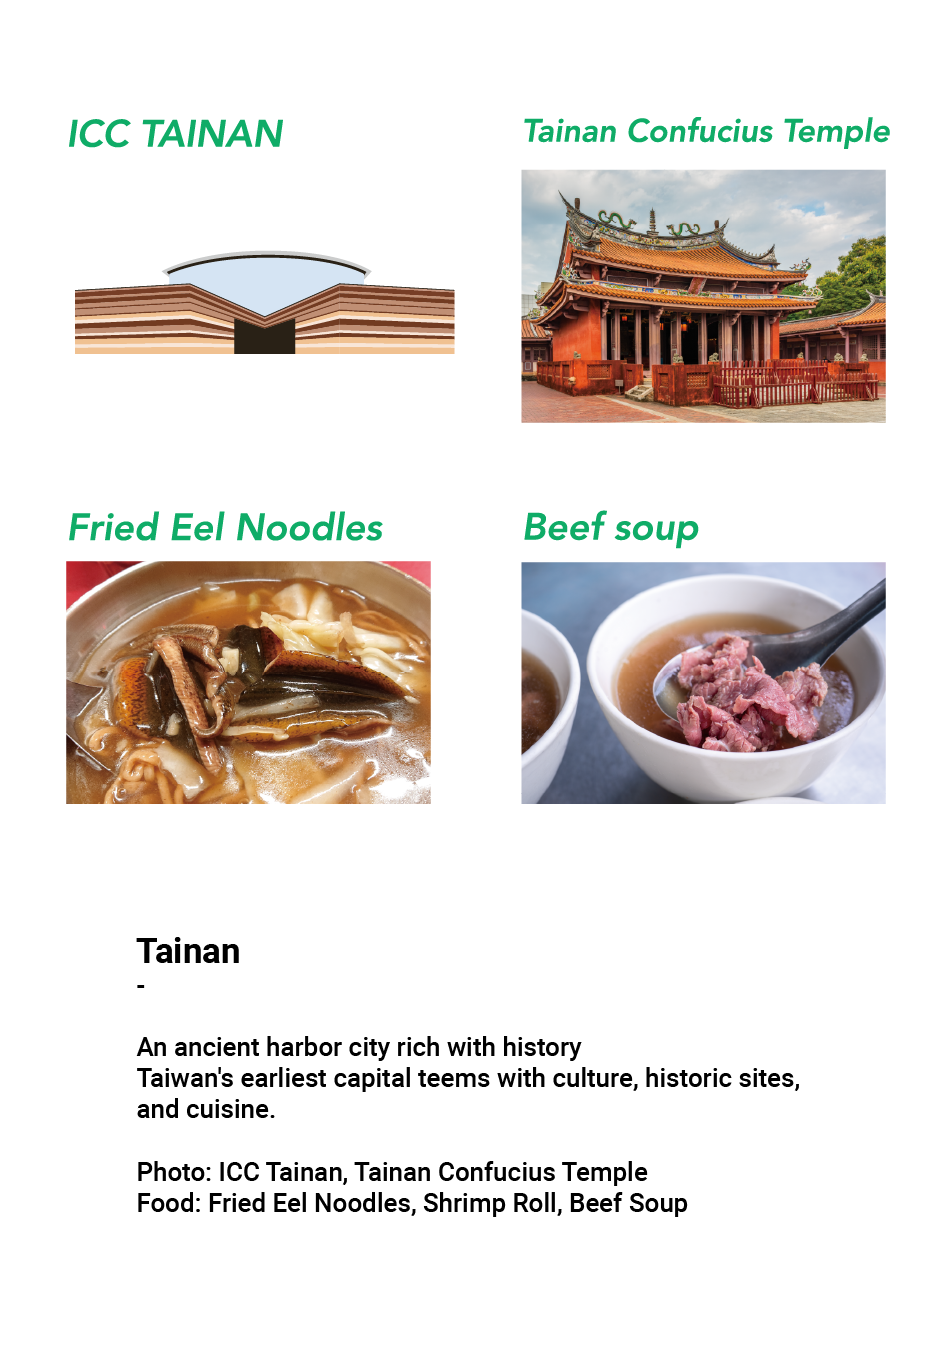 ICC TAINAN
Tainan Confucius Temple
Fried Eel Noodles
Beef soup
Tainan
-
An ancient harbor city rich with history
Taiwan's earliest capital teems with culture, historic sites,
and cuisine.
Photo: ICC Tainan, Tainan Confucius Temple
Food: Fried Eel Noodles, Shrimp Roll, Beef Soup